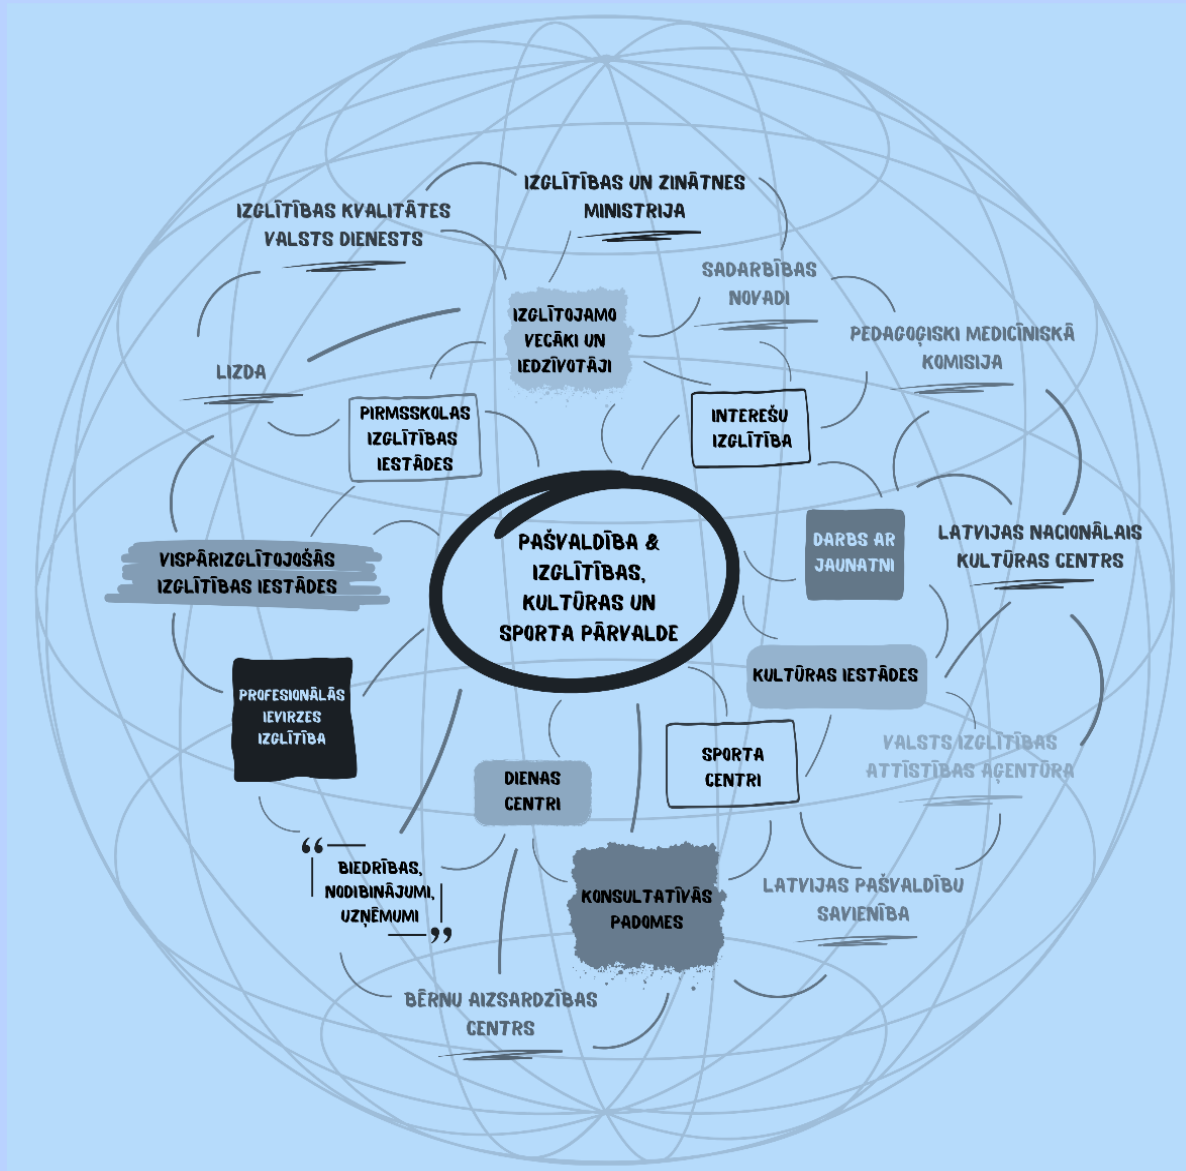 IZGLĪTĪBAS UN ZINĀTNES
MINISTRIJA
IZGLĪTĪBAS KVALITĀTES
VALSTS DIENESTS
SADARBĪBAS
NOVADI
IZGLĪTOJAMO
VECĀKI UN
IEDZĪVOTĀJI
PEDAGOĢISKI MEDICĪNISKĀ
KOMISIJA
LIZDA
PIRMSSKOLAS
IZGLĪTĪBAS
IESTĀDES
INTEREŠU
IZGLĪTĪBA
VISPĀRIZGLĪTOJOŠĀS
IZGLĪTĪBAS IESTĀDES
PAŠVALDĪBA &
IZGLĪTĪBAS,
KULTŪRAS UN
SPORTA PĀRVALDE
DARBS AR
JAUNATNI
LATVIJAS NACIONĀLAIS
KULTŪRAS CENTRS
PROFESIONĀLĀS
IEVIRZES
IZGLĪTĪBA
KULTŪRAS IESTĀDES
VALSTS IZGLĪTĪBAS
ATTĪSTĪBAS AĢENTŪRA
SPORTA
CENTRI
DIENAS
CENTRI
“BIEDRĪBAS,
NODIBINĀJUMI,
UZŅĒMUMI”
KONSULTATĪVĀS
PADOMES
LATVIJAS PAŠVALDĪBU
SAVIENĪBA
BĒRNU AIZSARDZĪBAS
CENTRS